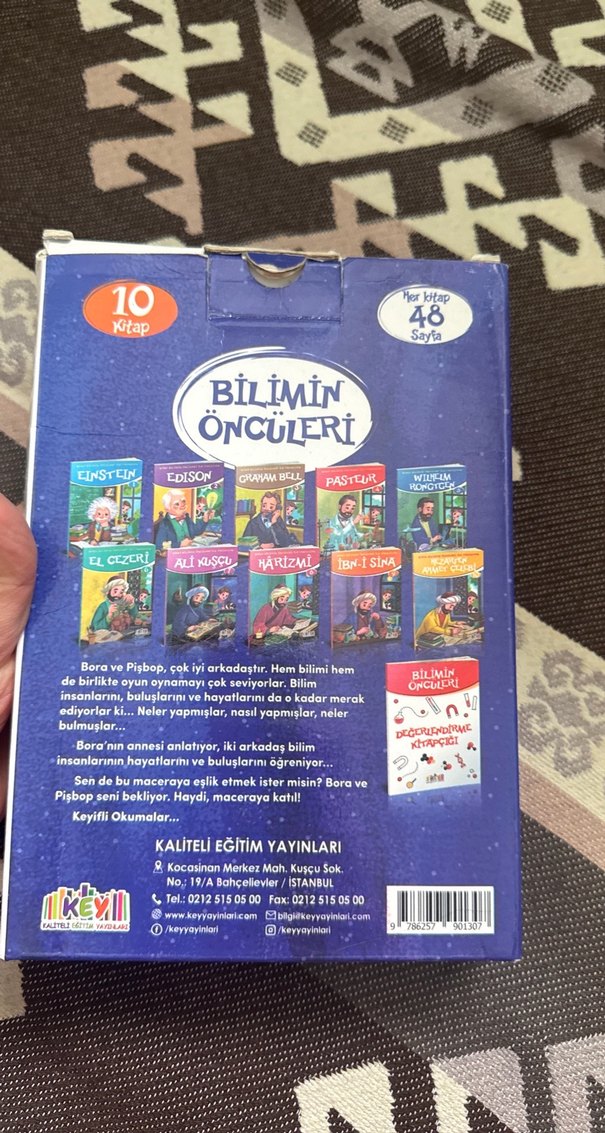 10
Kitap
Her kitap
48
Sayfa
BİLİMİN
ÖNCÜLERİ
EINSTEIN
EDISON
GRAHAM BELL
PASTEUR
WILHELM
RONGTGEN
EL CEZERİ
ALİ KUŞÇU
HÂRİZMÎ
İBN-İ SİNA
HEZARFEN
AHMET ÇELEBİ
Bora ve Pişbop, çok iyi arkadaştır. Hem bilimi hem
de birlikte oyun oynamayı çok seviyorlar. Bilim
insanlarını, buluşlarını ve hayatlarını da o kadar merak
ediyorlar ki... Neler yapmışlar, nasıl yapmışlar, neler
bulmuşlar...
Bora'nın annesi anlatıyor, iki arkadaş bilim
insanlarının hayatlarını ve buluşlarını öğreniyor...
Sen de bu maceraya eşlik etmek ister misin? Bora ve
Pişbop seni bekliyor. Haydi, maceraya katıl!
Keyifli Okumalar...
BİLİMİN
ÖNCÜLERİ
DEĞERLENDİRME
KİTAPÇIĞI
KALİTELİ EĞİTİM YAYINLARI
Kocasinan Merkez Mah. Kuşçu Sok.
No.: 19/A Bahçelievler / İSTANBUL
Tel.: 0212 515 05 00 Fax: 0212 515 05 00
www.keyyayinlari.com bilgi@keyyayinlari.com
/keyyayinlari /keyyayinlari
KEY
KALİTELİ EĞİTİM YAYINLARI
9 786257 901307